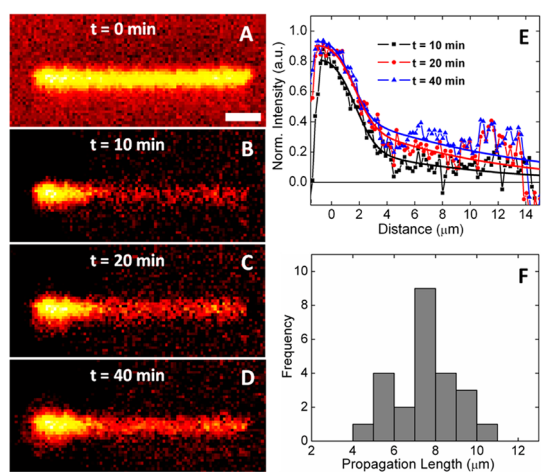 t = 0 min
A
t = 10 min
B
t = 20 min
C
t = 40 min
D
E
t = 10 min
t = 20 min
t = 40 min
Norm. Intensity (a.u.)
1.0
0.8
0.6
0.4
0.2
0.0
0 2 4 6 8 10 12 14
Distance (μm)
F
Frequency
10
8
6
4
2
0
2 4 6 8 10 12
Propagation Length (μm)